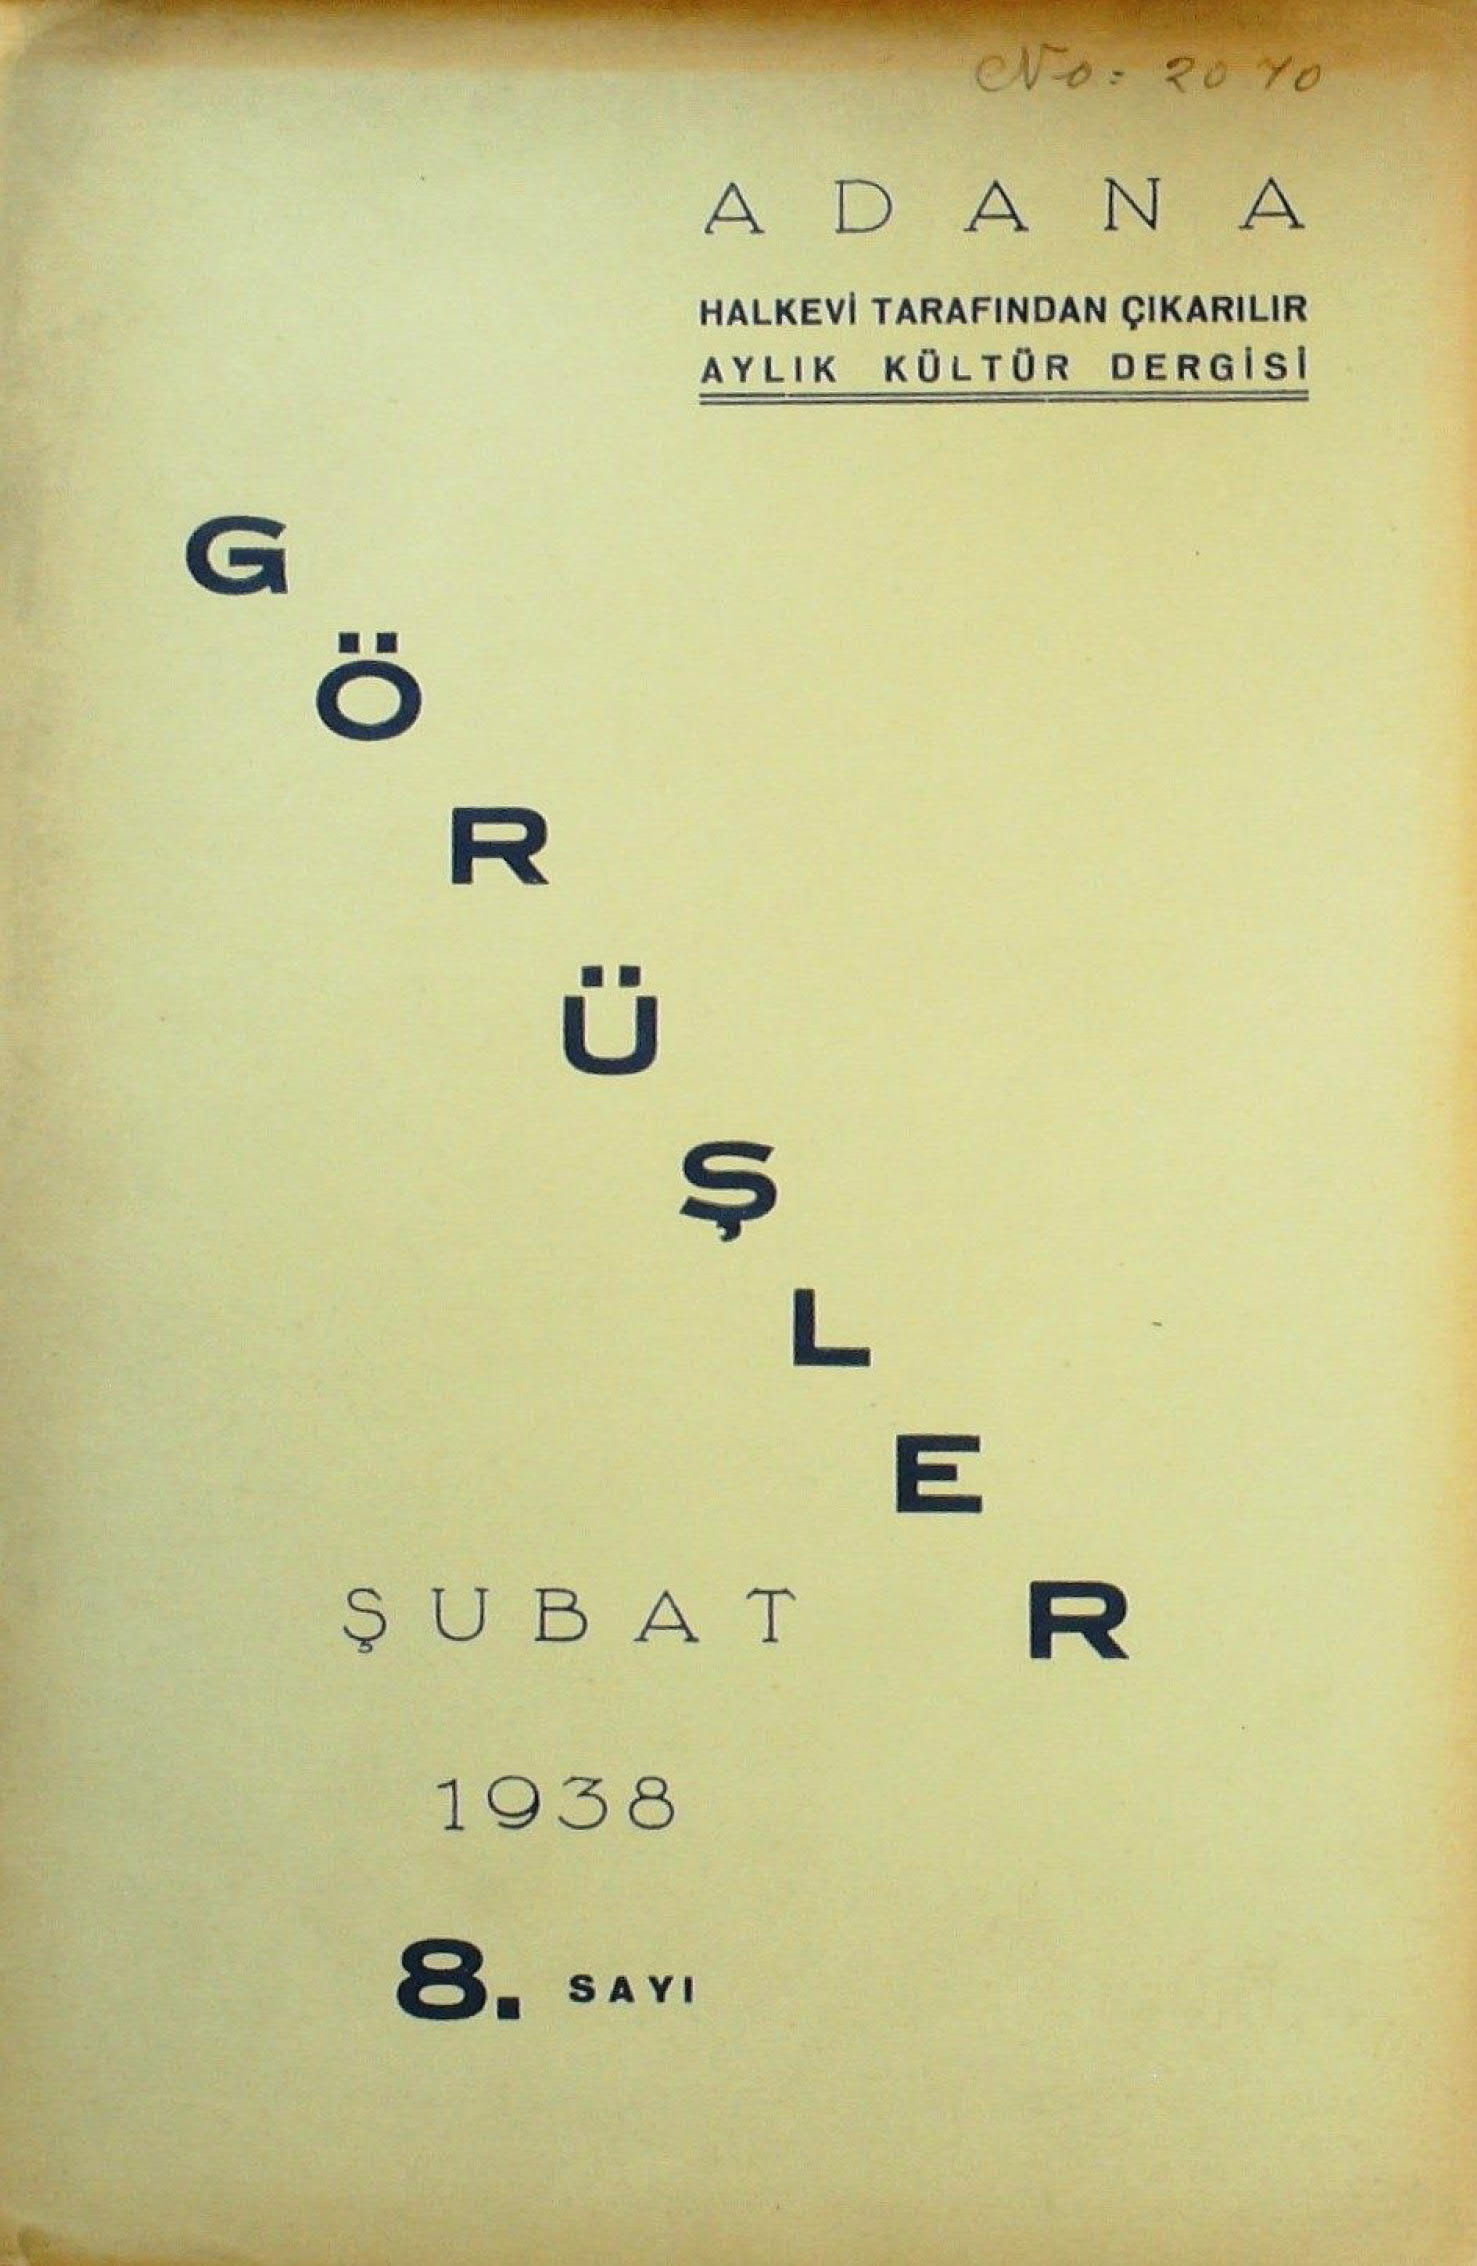 No: 2070
ADANA
HALKEVİ TARAFINDAN ÇIKARILIR
AYLIK KÜLTÜR DERGİSİ
GÖRÜŞLER
ŞUBAT
1938
8. SAYI